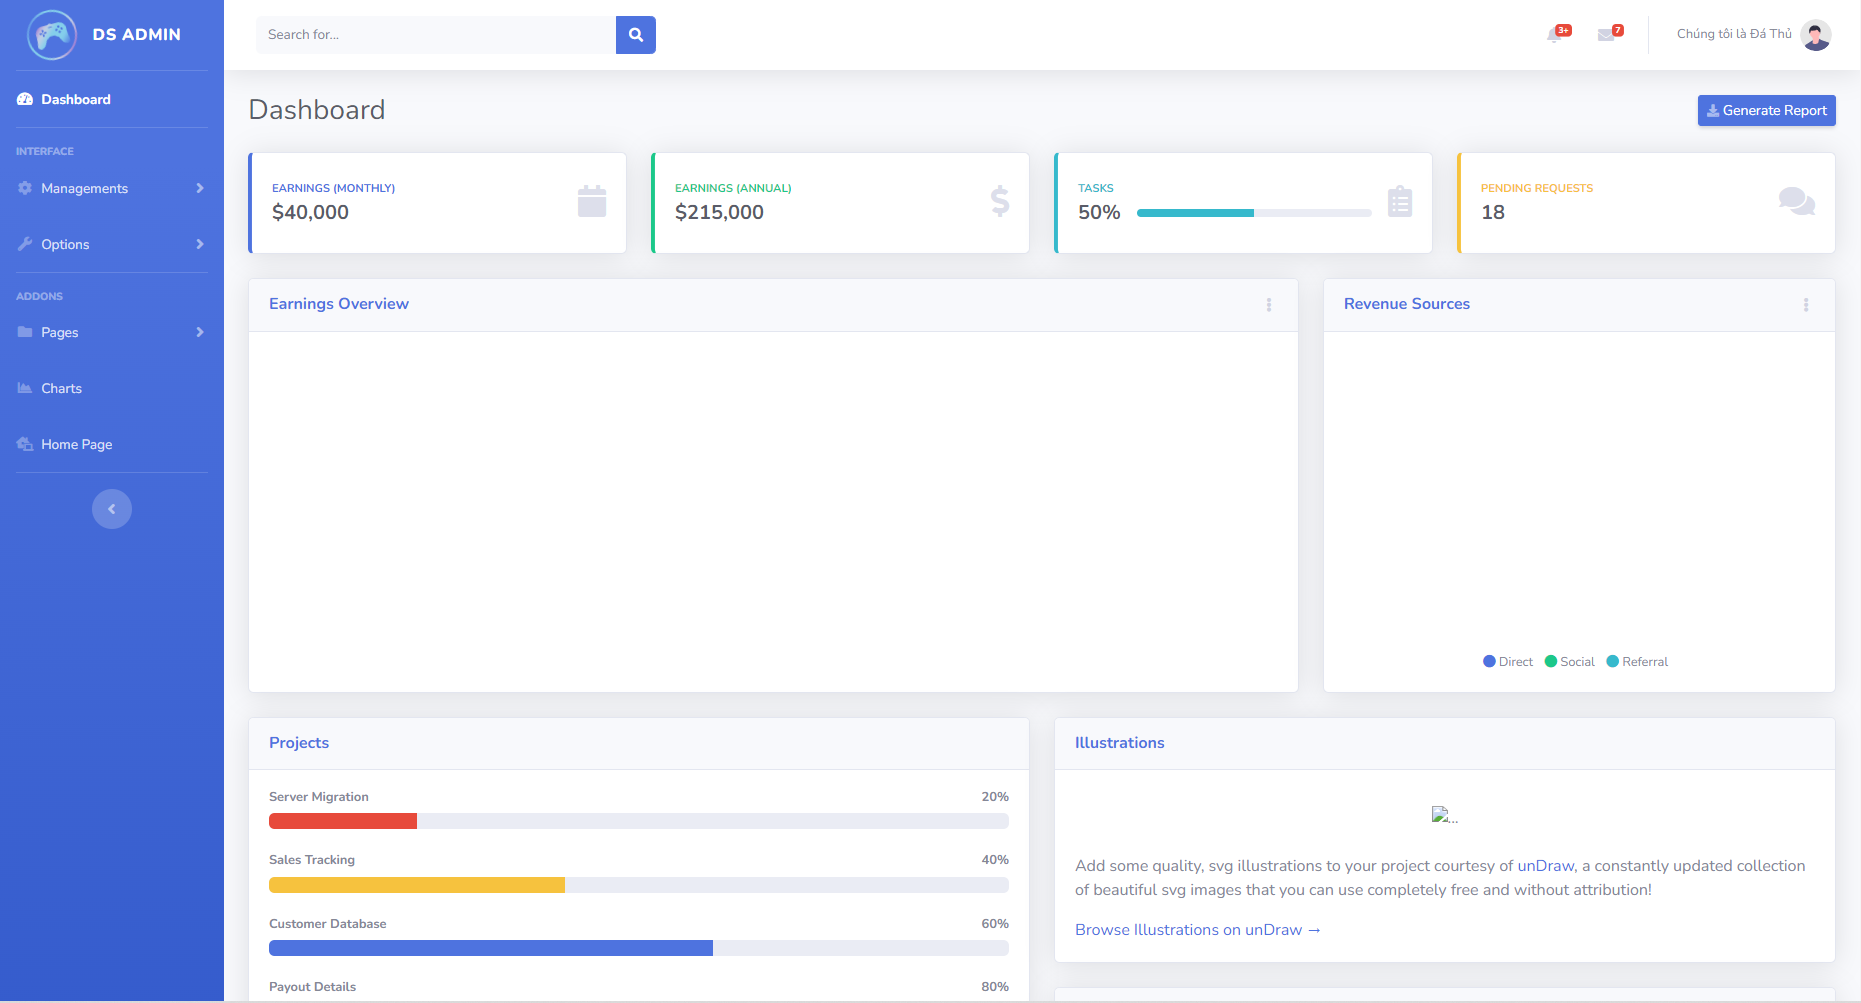 DS ADMIN
Search for...
3+
7
Chúng tôi là Đá Thủ
Dashboard
INTERFACE
Managements
Options
ADDONS
Pages
Charts
Home Page
Dashboard
Generate Report
EARNINGS (MONTHLY)
$40,000
EARNINGS (ANNUAL)
$215,000
TASKS
50%
PENDING REQUESTS
18
Earnings Overview
Revenue Sources
Direct
Social
Referral
Projects
Server Migration
20%
Sales Tracking
40%
Customer Database
60%
Payout Details
80%
Illustrations
...
Add some quality, svg illustrations to your project courtesy of unDraw, a constantly updated collection
of beautiful svg images that you can use completely free and without attribution!
Browse Illustrations on unDraw →